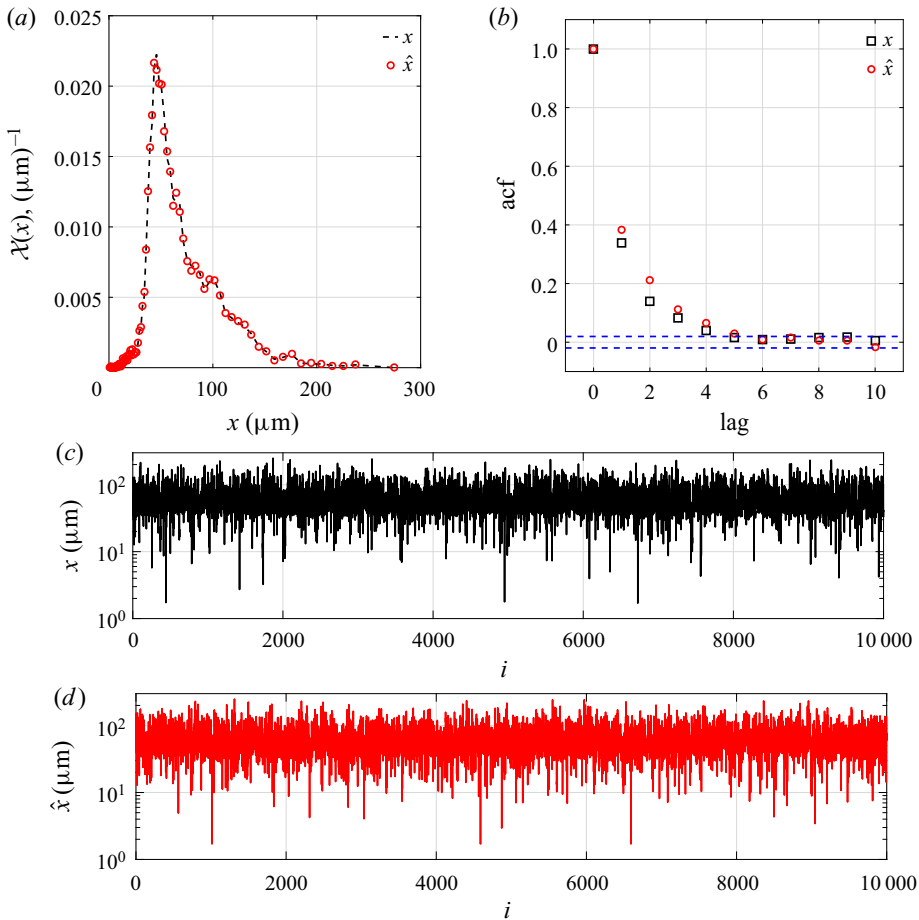 (a)
0.025
0.020
0.015
0.010
0.005
0.000
0
100
200
300
𝒳(x), (μm)⁻¹
x (μm)
x
x̂
(b)
1.0
0.8
0.6
0.4
0.2
0
0
2
4
6
8
10
acf
lag
x
x̂
(c)
10²
10¹
10⁰
x (μm)
0
2000
4000
6000
8000
10 000
i
(d)
10²
10¹
10⁰
x̂ (μm)
0
2000
4000
6000
8000
10 000
i